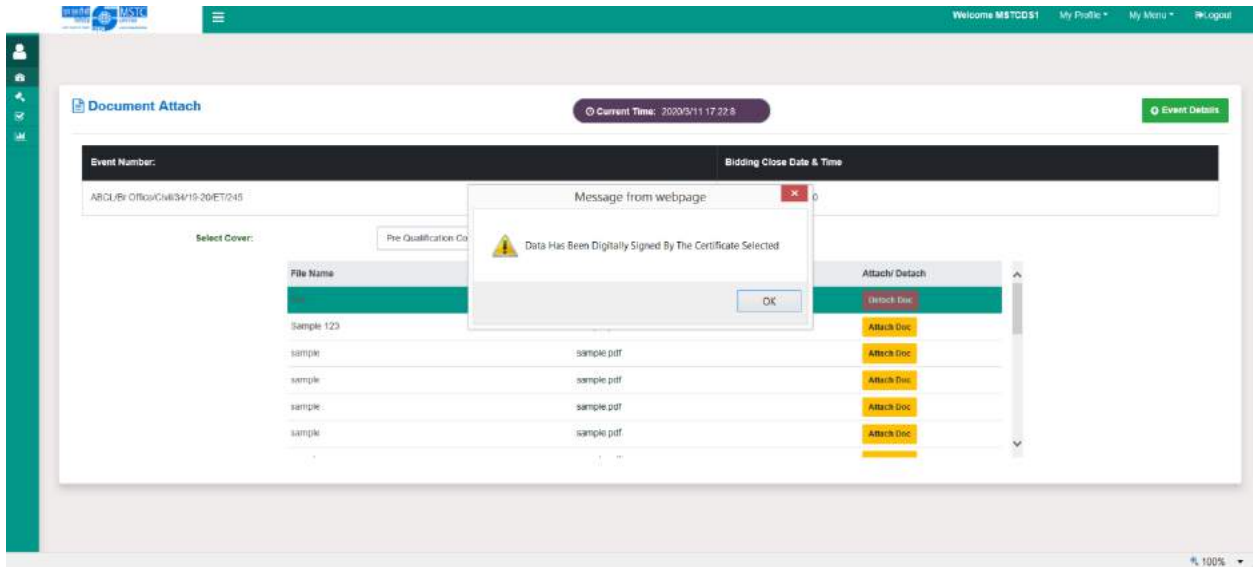 MSTC
Welcome MSTCDS1 My Profile My Menu Logout
Document Attach
Current Time: 2020/3/11 17:22:8
Event Details
Event Number:
Bidding Close Date & Time
ABCL/Br Office/Civil/34/19-20/ET/245
0
Message from webpage
Data Has Been Digitally Signed By The Certificate Selected
OK
Select Cover:
Pre Qualification Co
File Name
Attach/ Detach
Detach Doc
Sample 123
Attach Doc
sample sample.pdf Attach Doc
sample sample.pdf Attach Doc
sample sample.pdf Attach Doc
sample sample.pdf Attach Doc
100%